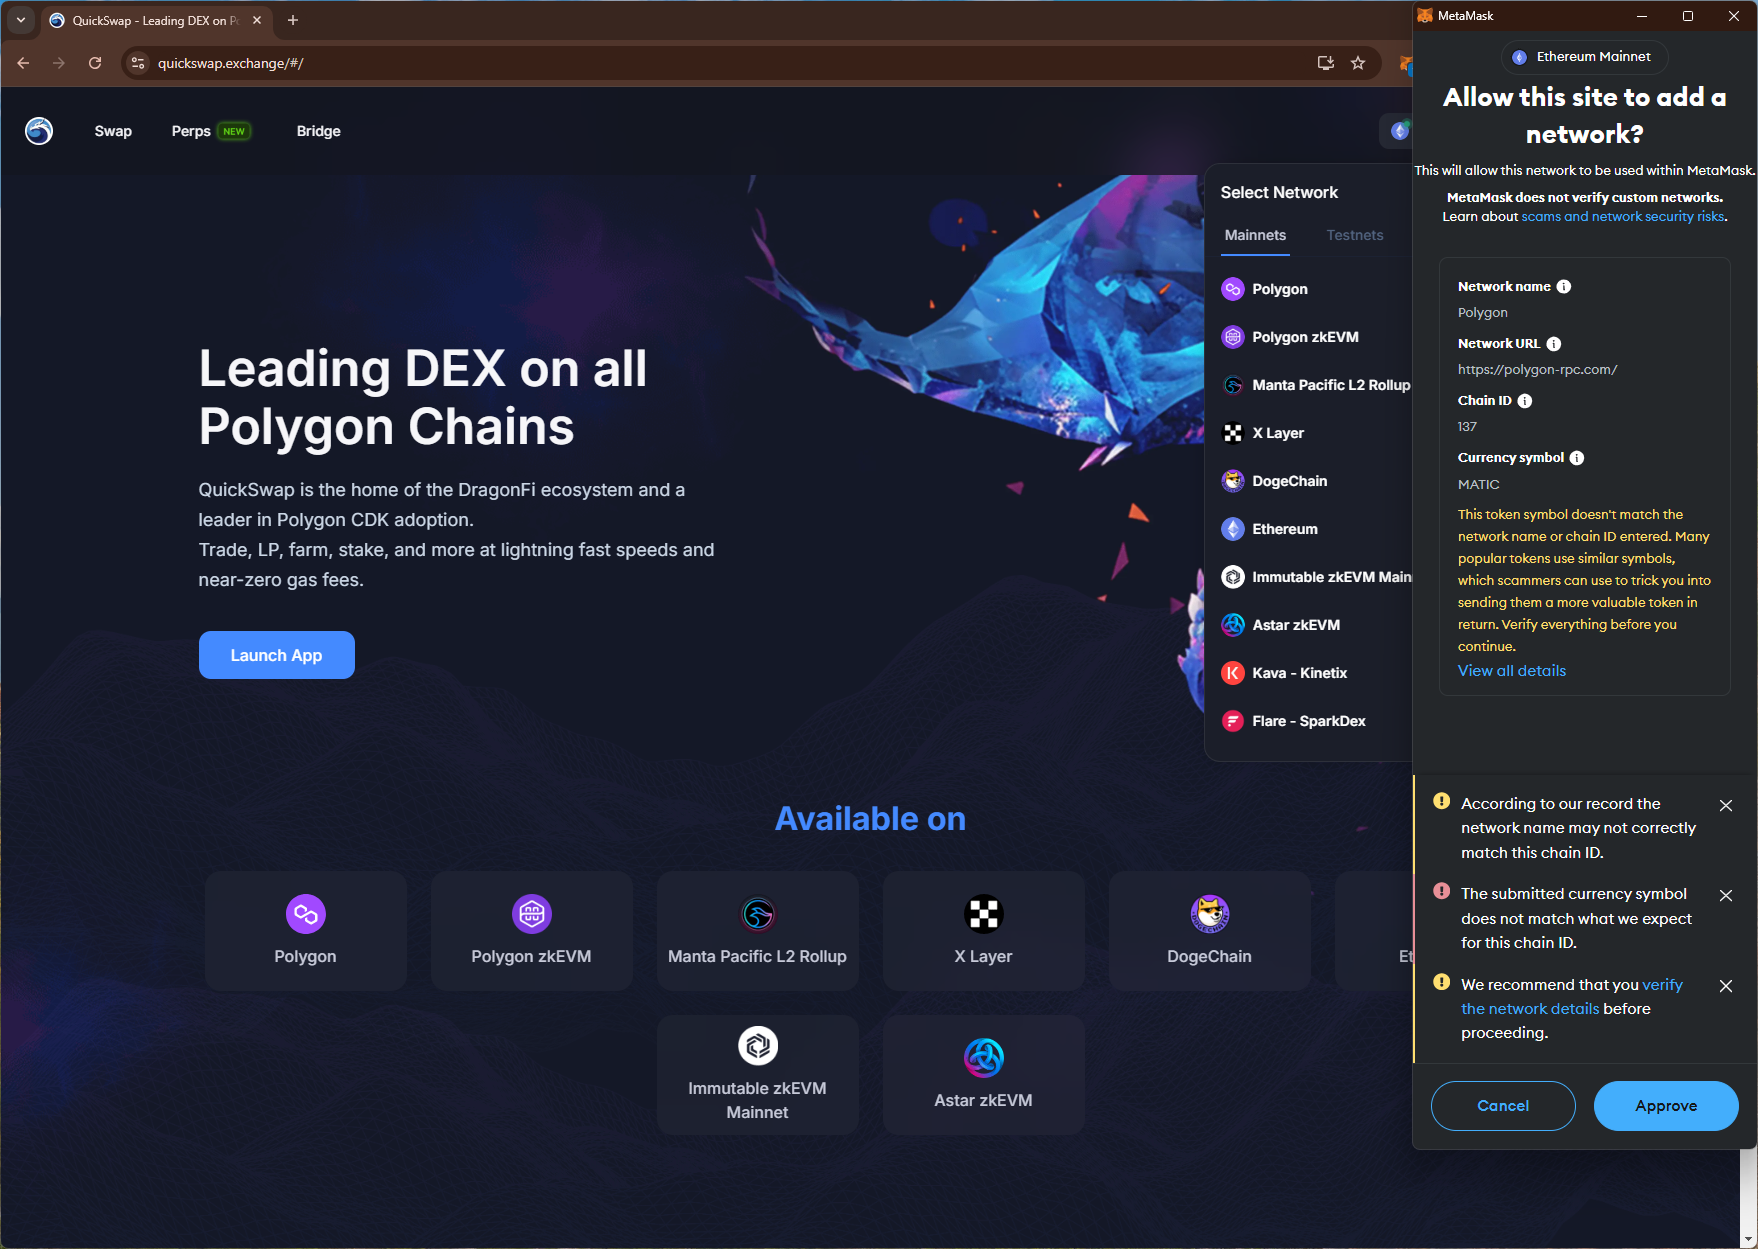 QuickSwap - Leading DEX on Po
quickswap.exchange/#/
MetaMask
Swap
Perps
NEW
Bridge
Leading DEX on all
Polygon Chains
QuickSwap is the home of the DragonFi ecosystem and a
leader in Polygon CDK adoption.
Trade, LP, farm, stake, and more at lightning fast speeds and
near-zero gas fees.
Launch App
Select Network
Mainnets
Testnets
Polygon
Polygon zkEVM
Manta Pacific L2 Rollup
X Layer
DogeChain
Ethereum
Immutable zkEVM Main
Astar zkEVM
Kava - Kinetix
Flare - SparkDex
Available on
Polygon
Polygon zkEVM
Manta Pacific L2 Rollup
X Layer
DogeChain
Et
Immutable zkEVM
Mainnet
Astar zkEVM
Ethereum Mainnet
Allow this site to add a
network?
This will allow this network to be used within MetaMask.
MetaMask does not verify custom networks.
Learn about scams and network security risks.
Network name
Polygon
Network URL
https://polygon-rpc.com/
Chain ID
137
Currency symbol
MATIC
This token symbol doesn't match the
network name or chain ID entered. Many
popular tokens use similar symbols,
which scammers can use to trick you into
sending them a more valuable token in
return. Verify everything before you
continue.
View all details
According to our record the
network name may not correctly
match this chain ID.
The submitted currency symbol
does not match what we expect
for this chain ID.
We recommend that you verify
the network details before
proceeding.
Cancel
Approve